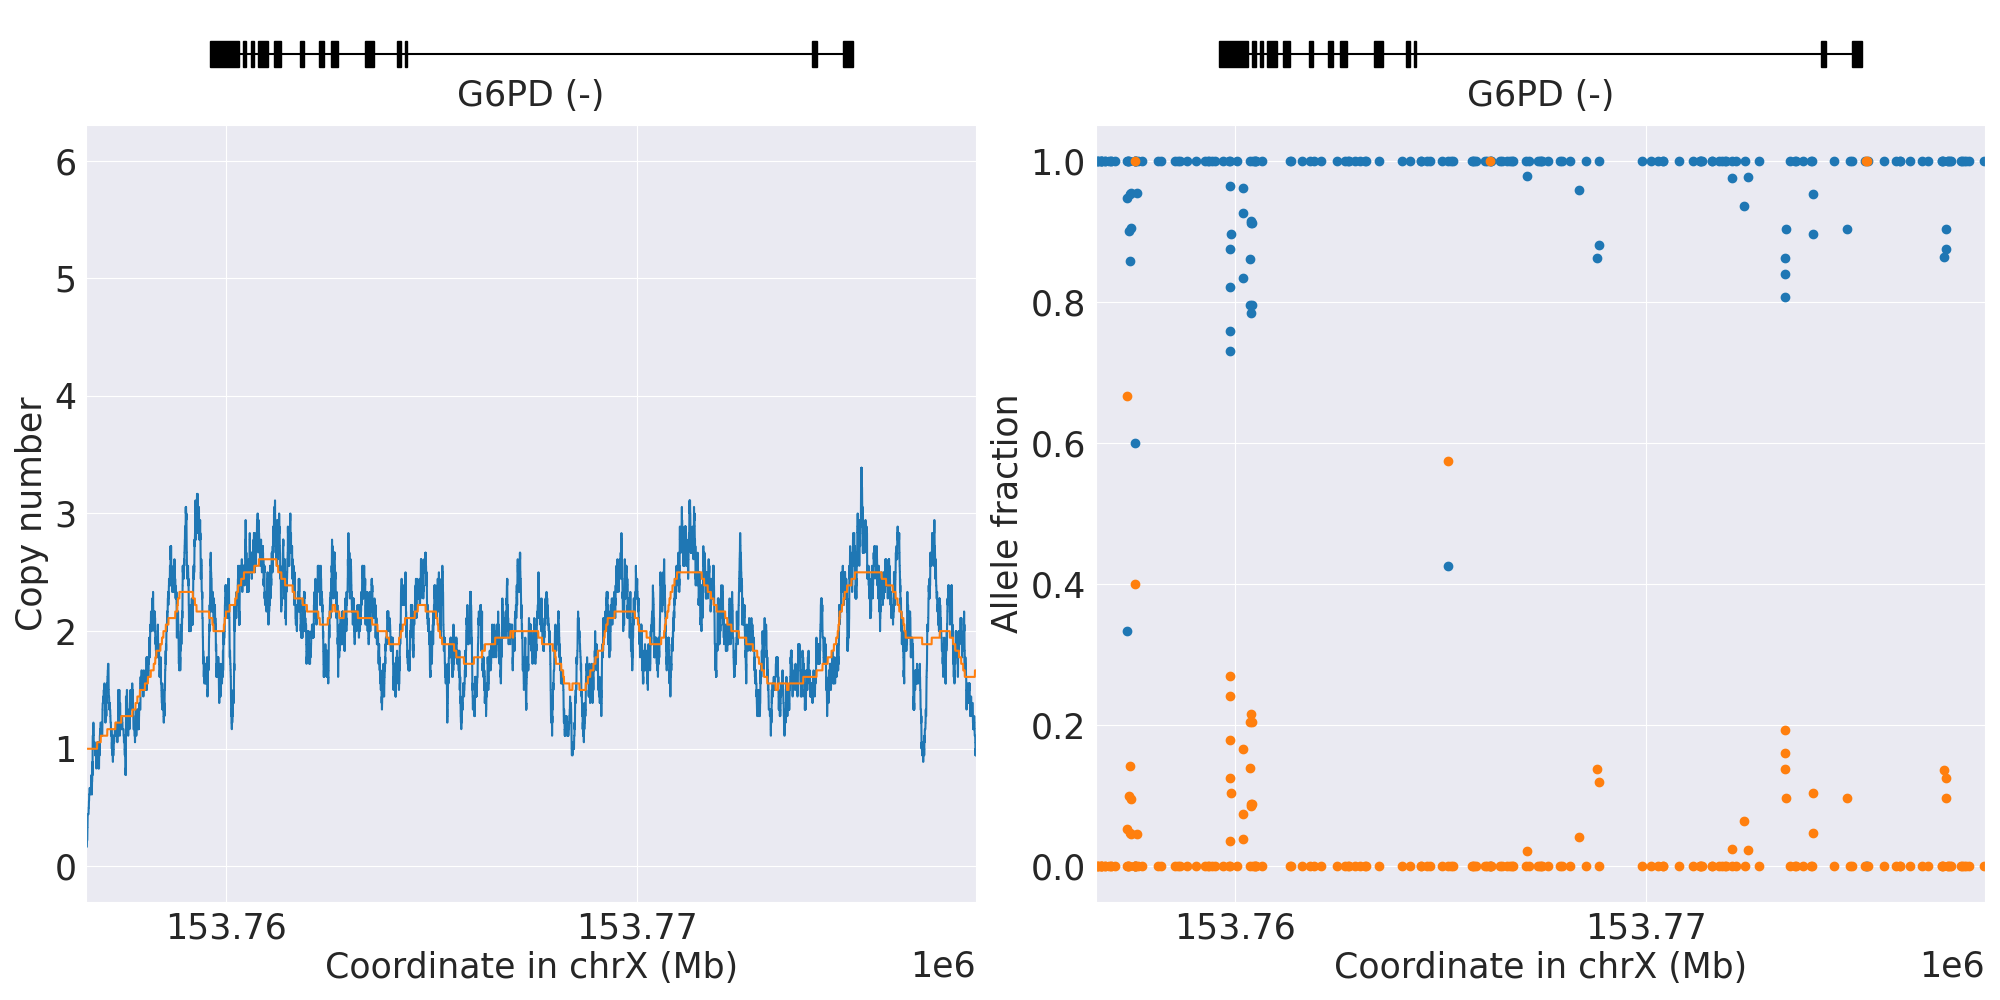 G6PD (-)
6
5
4
3
2
1
0
Copy number
153.76
153.77
Coordinate in chrX (Mb)
1e6
G6PD (-)
1.0
0.8
0.6
0.4
0.2
0.0
Allele fraction
153.76
153.77
Coordinate in chrX (Mb)
1e6